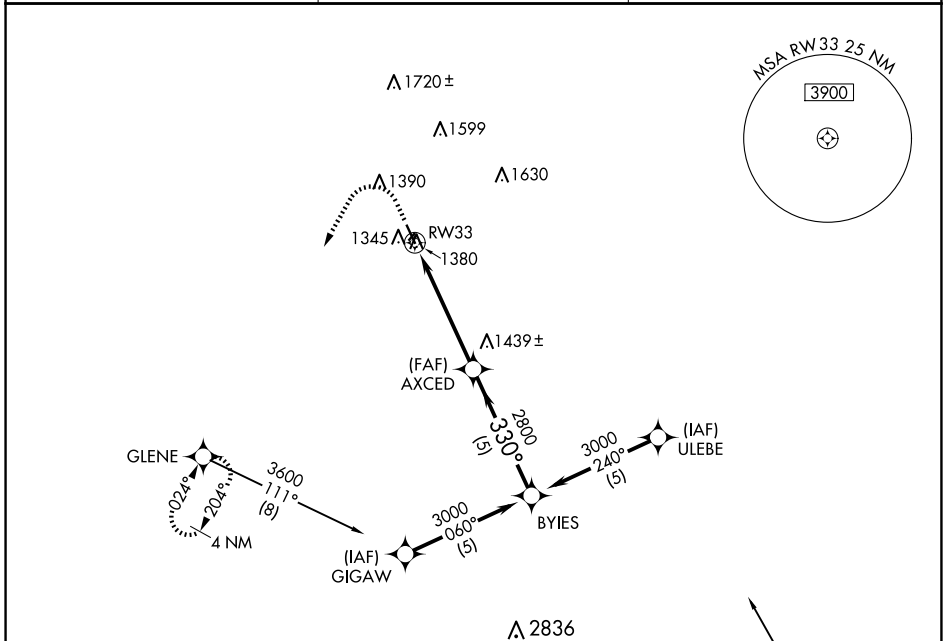 MSA RW33 25 NM
3900
1720 ±
1599
1630
1390
1345
RW33
1380
1439 ±
(FAF)
AXCED
2800
330°
(5)
(IAF)
ULEBE
3000
240°
(5)
GLENE
3600
111°
(8)
024°
204°
4 NM
BYIES
3000
060°
(5)
(IAF)
GIGAW
2836